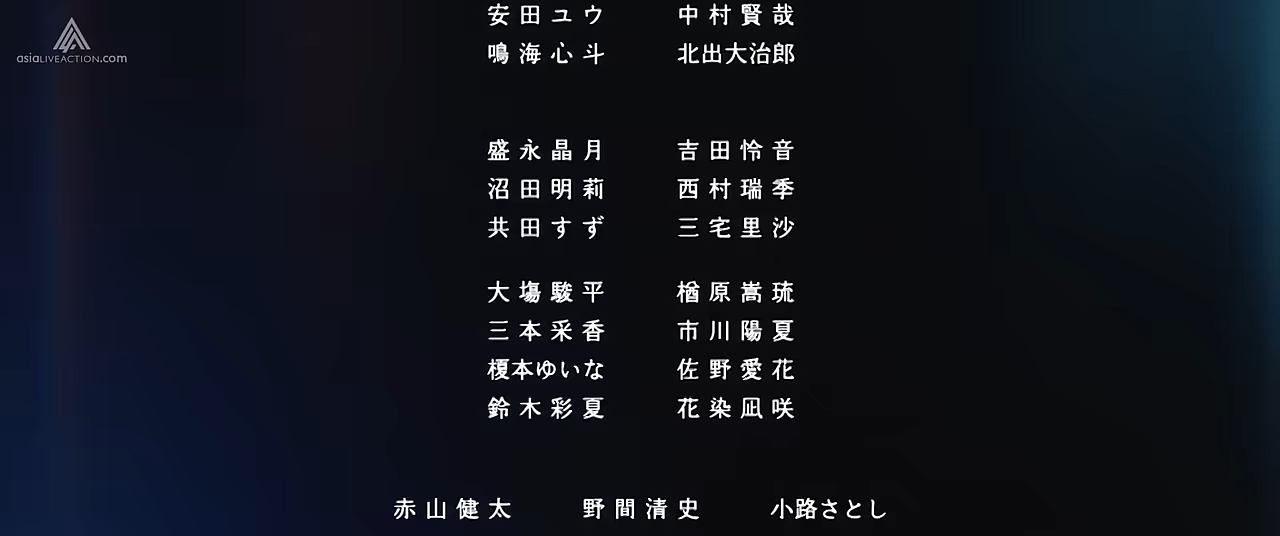 安田ユウ 中村賢哉
asiaLIVEACTION.com
鳴海心斗 北出大治郎
盛永晶月 吉田怜音
沼田明莉 西村瑞季
共田すず 三宅里沙
大塲駿平 楢原嵩琉
三本采香 市川陽夏
榎本ゆいな 佐野愛花
鈴木彩夏 花染凪咲
赤山健太 野間清史 小路さとし